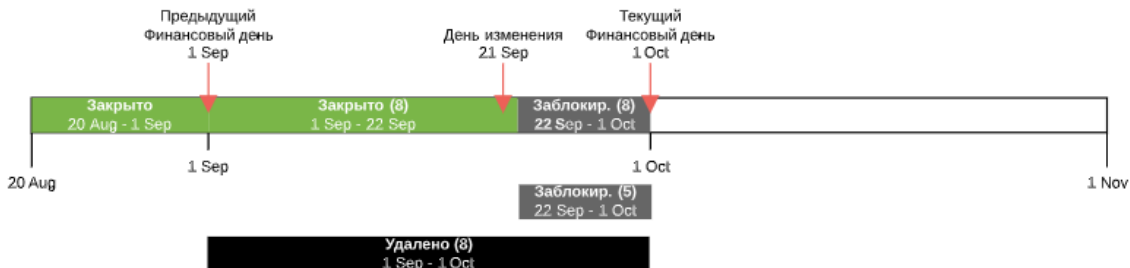 Предыдущий
Финансовый день
1 Sep
День изменения
21 Sep
Текущий
Финансовый день
1 Oct
Закрыто
20 Aug - 1 Sep
Закрыто (8)
1 Sep - 22 Sep
Заблокир. (8)
22 Sep - 1 Oct
20 Aug
1 Sep
1 Oct
1 Nov
Заблокир. (5)
22 Sep - 1 Oct
Удалено (8)
1 Sep - 1 Oct